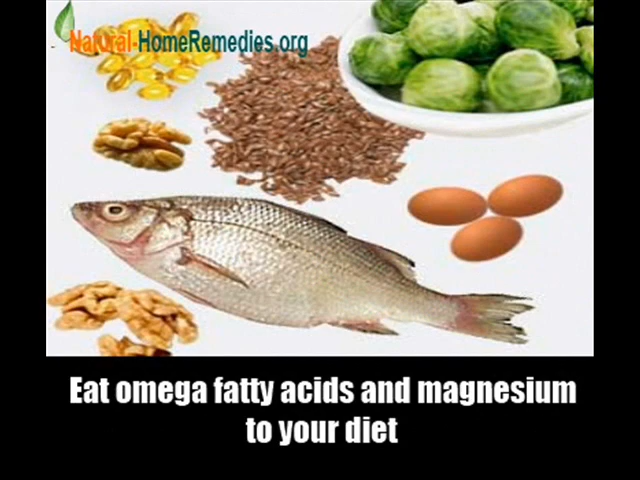 Natural-HomeRemedies.org
Eat omega fatty acids and magnesium
to your diet